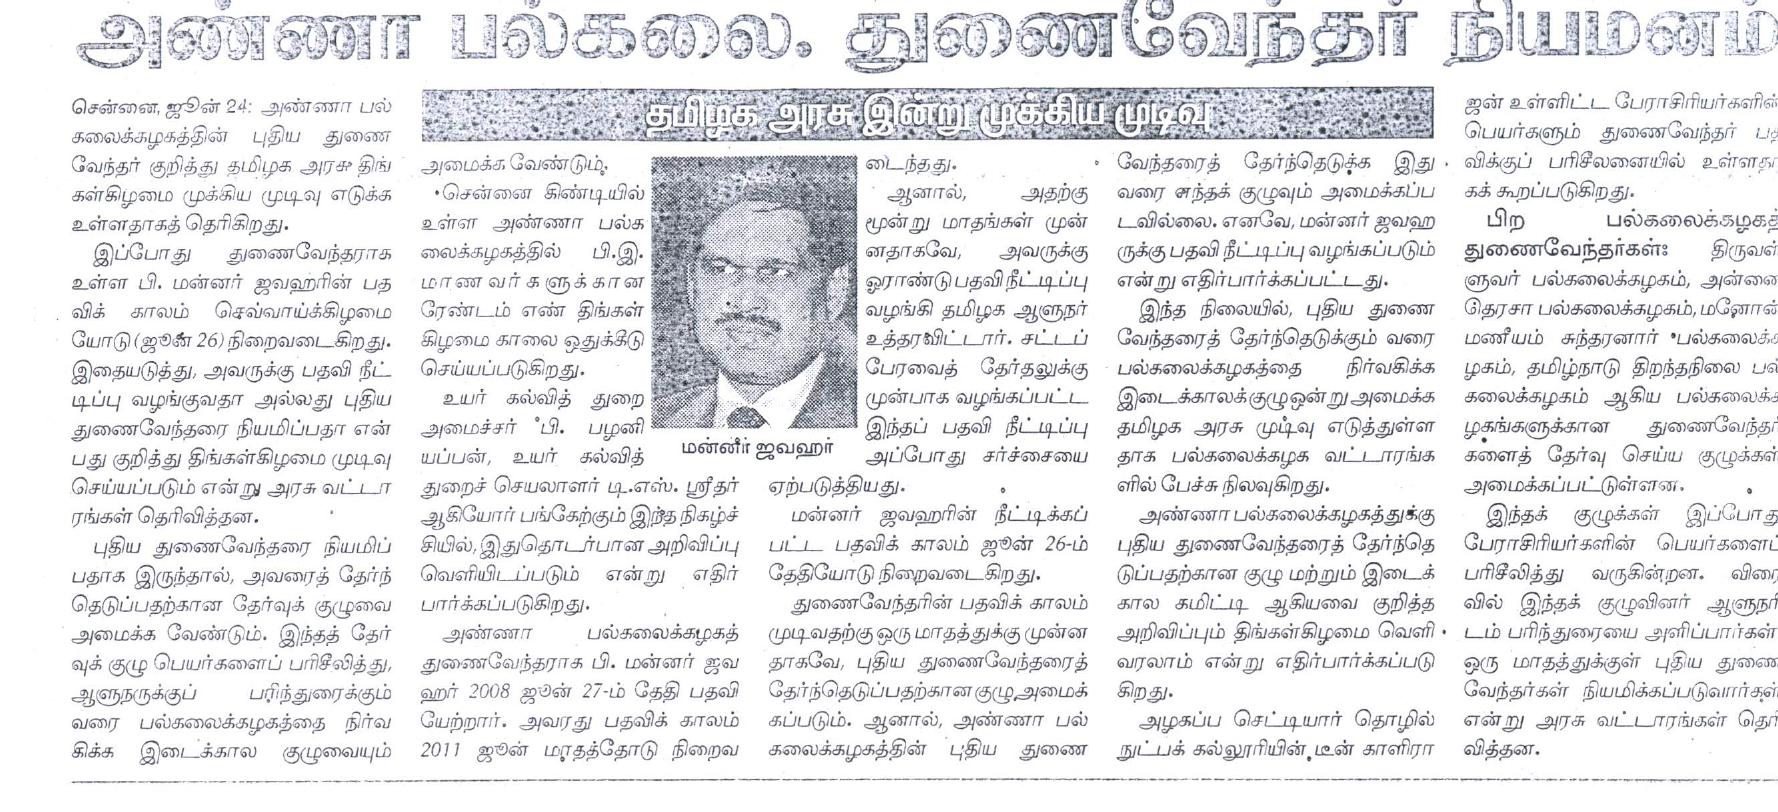 அண்ணா பல்கலை. துணைவேந்தர் நியமனம்
தமிழக அரசு இன்று முக்கிய முடிவு
சென்னை, ஜூன் 24: அண்ணா பல்
கலைக்கழகத்தின் புதிய துணை
வேந்தர் குறித்து தமிழக அரசு திங்
கள்கிழமை முக்கிய முடிவு எடுக்க
உள்ளதாகத் தெரிகிறது.
இப்போது துணைவேந்தராக
உள்ள பி. மன்னர் ஜவஹரின் பத
விக் காலம் செவ்வாய்க்கிழமை
யோடு (ஜூன் 26) நிறைவடைகிறது.
இதையடுத்து, அவருக்கு பதவி நீட்
டிப்பு வழங்குவதா அல்லது புதிய
துணைவேந்தரை நியமிப்பதா என்
பது குறித்து திங்கள்கிழமை முடிவு
செய்யப்படும் என்று அரசு வட்டா
ரங்கள் தெரிவித்தன.
புதிய துணைவேந்தரை நியமிப்
பதாக இருந்தால், அவரைத் தேர்ந்
தெடுப்பதற்கான தேர்வுக் குழுவை
அமைக்க வேண்டும். இந்தத் தேர்
வுக் குழு பெயர்களைப் பரிசீலித்து,
ஆளுநருக்குப் பரிந்துரைக்கும்
வரை பல்கலைக்கழகத்தை நிர்வ
கிக்க இடைக்கால குழுவையும்
அமைக்க வேண்டும்.
சென்னை கிண்டியில்
உள்ள அண்ணா பல்க
லைக்கழகத்தில் பி.இ.
மாணவர்களுக்கான
ரேண்டம் எண் திங்கள்
கிழமை காலை ஒதுக்கீடு
செய்யப்படுகிறது.
உயர் கல்வித் துறை
அமைச்சர் பி. பழனி
யப்பன், உயர் கல்வித்
துறைச் செயலாளர் டி.எஸ். ஸ்ரீதர்
ஆகியோர் பங்கேற்கும் இந்த நிகழ்ச்
சியில், இதுதொடர்பான அறிவிப்பு
வெளியிடப்படும் என்று எதிர்
பார்க்கப்படுகிறது.
அண்ணா பல்கலைக்கழகத்
துணைவேந்தராக பி. மன்னர் ஜவ
ஹர் 2008 ஜூன் 27-ம் தேதி பதவி
யேற்றார். அவரது பதவிக் காலம்
2011 ஜூன் மாதத்தோடு நிறைவ
மன்னர் ஜவஹர்
டைந்தது.
ஆனால், அதற்கு
மூன்று மாதங்கள் முன்
னதாகவே, அவருக்கு
ஓராண்டு பதவி நீட்டிப்பு
வழங்கி தமிழக ஆளுநர்
உத்தரவிட்டார். சட்டப்
பேரவைத் தேர்தலுக்கு
முன்பாக வழங்கப்பட்ட
இந்தப் பதவி நீட்டிப்பு
அப்போது சர்ச்சையை
ஏற்படுத்தியது.
மன்னர் ஜவஹரின் நீட்டிக்கப்
பட்ட பதவிக் காலம் ஜூன் 26-ம்
தேதியோடு நிறைவடைகிறது.
துணைவேந்தரின் பதவிக் காலம்
முடிவதற்கு ஒரு மாதத்துக்கு முன்ன
தாகவே, புதிய துணைவேந்தரைத்
தேர்ந்தெடுப்பதற்கான குழு அமைக்
கப்படும். ஆனால், அண்ணா பல்
கலைக்கழகத்தின் புதிய துணை
வேந்தரைத் தேர்ந்தெடுக்க இது
வரை எந்தக் குழுவும் அமைக்கப்ப
டவில்லை. எனவே, மன்னர் ஜவஹ
ருக்கு பதவி நீட்டிப்பு வழங்கப்படும்
என்று எதிர்பார்க்கப்பட்டது.
இந்த நிலையில், புதிய துணை
வேந்தரைத் தேர்ந்தெடுக்கும் வரை
பல்கலைக்கழகத்தை நிர்வகிக்க
இடைக்காலக் குழு ஒன்று அமைக்க
தமிழக அரசு முடிவு எடுத்துள்ள
தாக பல்கலைக்கழக வட்டாரங்க
ளில் பேச்சு நிலவுகிறது.
அண்ணா பல்கலைக்கழகத்துக்கு
புதிய துணைவேந்தரைத் தேர்ந்தெ
டுப்பதற்கான குழு மற்றும் இடைக்
கால கமிட்டி ஆகியவை குறித்த
அறிவிப்பும் திங்கள்கிழமை வெளி
வரலாம் என்று எதிர்பார்க்கப்படு
கிறது.
அழகப்ப செட்டியார் தொழில்
நுட்பக் கல்லூரியின் டீன் காளிரா
ஜன் உள்ளிட்ட பேராசிரியர்களின்
பெயர்களும் துணைவேந்தர் பத
விக்குப் பரிசீலனையில் உள்ளதா
கக் கூறப்படுகிறது.
பிற பல்கலைக்கழகத்
துணைவேந்தர்கள்: திருவள்
ளுவர் பல்கலைக்கழகம், அன்னை
தெரசா பல்கலைக்கழகம், மனோன்
மணீயம் சுந்தரனார் பல்கலைக்க
ழகம், தமிழ்நாடு திறந்தநிலை பல்
கலைக்கழகம் ஆகிய பல்கலைக்க
ழகங்களுக்கான துணைவேந்தர்
களைத் தேர்வு செய்ய குழுக்கள்
அமைக்கப்பட்டுள்ளன.
இந்தக் குழுக்கள் இப்போது
பேராசிரியர்களின் பெயர்களைப்
பரிசீலித்து வருகின்றன. விரை
வில் இந்தக் குழுவினர் ஆளுநரி
டம் பரிந்துரையை அளிப்பார்கள்
ஒரு மாதத்துக்குள் புதிய துணை
வேந்தர்கள் நியமிக்கப்படுவார்கள்
என்று அரசு வட்டாரங்கள் தெரி
வித்தன.